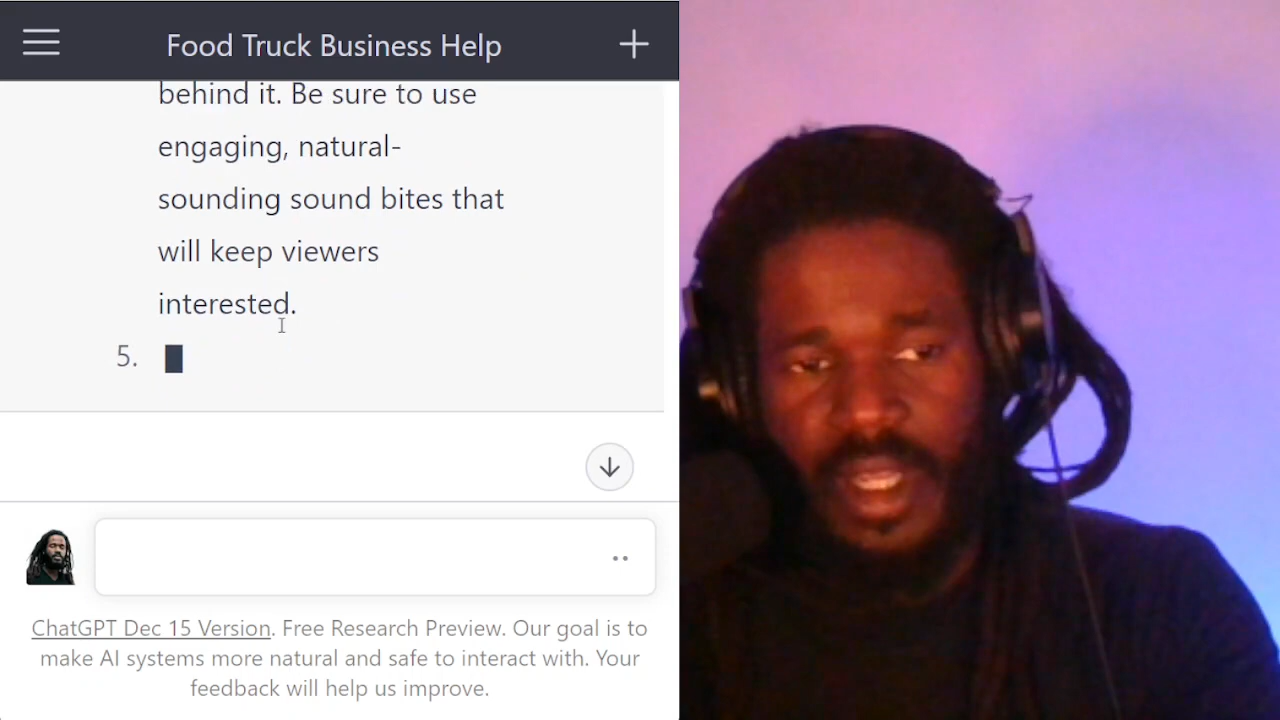 Food Truck Business Help
behind it. Be sure to use
engaging, natural-
sounding sound bites that
will keep viewers
interested.
5.
ChatGPT Dec 15 Version. Free Research Preview. Our goal is to
make AI systems more natural and safe to interact with. Your
feedback will help us improve.